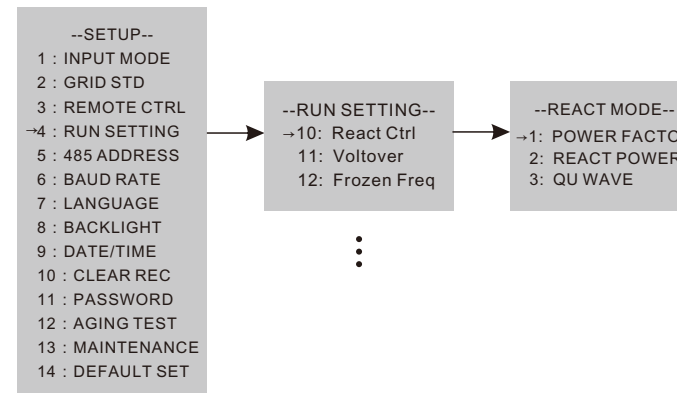 --SETUP--
1 : INPUT MODE
2 : GRID STD
3 : REMOTE CTRL
→4 : RUN SETTING
5 : 485 ADDRESS
6 : BAUD RATE
7 : LANGUAGE
8 : BACKLIGHT
9 : DATE/TIME
10 : CLEAR REC
11 : PASSWORD
12 : AGING TEST
13 : MAINTENANCE
14 : DEFAULT SET
--RUN SETTING--
→10: React Ctrl
11: Voltover
12: Frozen Freq
--REACT MODE--
→1: POWER FACTO
2: REACT POWER
3: QU WAVE